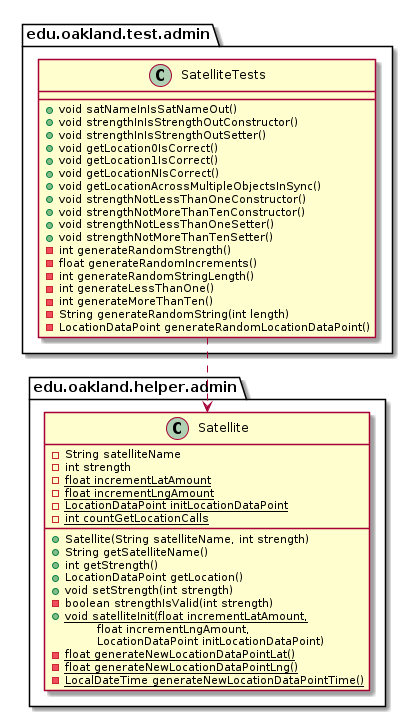 edu.oakland.test.admin
C SatelliteTests
void satNameInIsSatNameOut()
void strengthInIsStrengthOutConstructor()
void strengthInIsStrengthOutSetter()
void getLocation0IsCorrect()
void getLocation1IsCorrect()
void getLocationNIsCorrect()
void getLocationAcrossMultipleObjectsInSync()
void strengthNotLessThanOneConstructor()
void strengthNotMoreThanTenConstructor()
void strengthNotLessThanOneSetter()
void strengthNotMoreThanTenSetter()
int generateRandomStrength()
float generateRandomIncrements()
int generateRandomStringLength()
int generateLessThanOne()
int generateMoreThanTen()
String generateRandomString(int length)
LocationDataPoint generateRandomLocationDataPoint()
edu.oakland.helper.admin
C Satellite
String satelliteName
int strength
float incrementLatAmount
float incrementLngAmount
LocationDataPoint initLocationDataPoint
int countGetLocationCalls
Satellite(String satelliteName, int strength)
String getSatelliteName()
int getStrength()
LocationDataPoint getLocation()
void setStrength(int strength)
boolean strengthIsValid(int strength)
void satelliteInit(float incrementLatAmount,
float incrementLngAmount,
LocationDataPoint initLocationDataPoint)
float generateNewLocationDataPointLat()
float generateNewLocationDataPointLng()
LocalDateTime generateNewLocationDataPointTime()